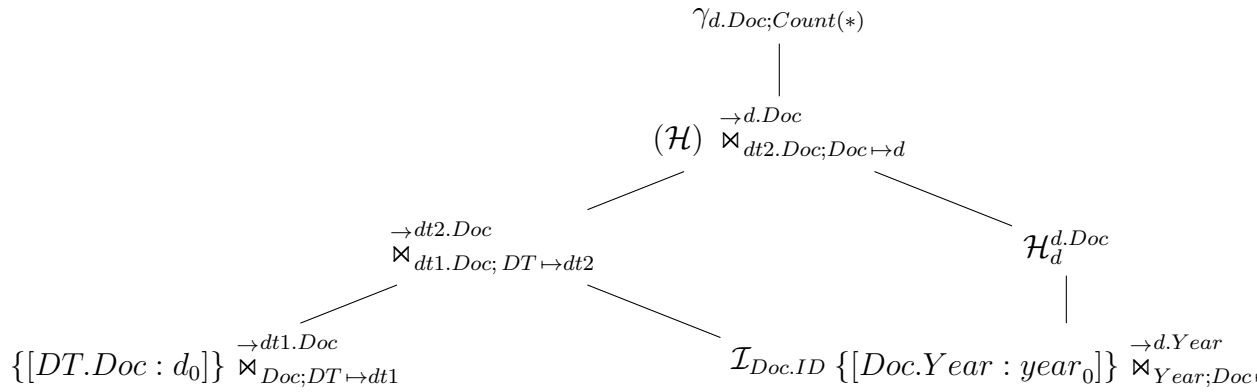 γ_{d.Doc;Count(*)}
(ℋ) ⋈→^{d.Doc}_{dt2.Doc;Doc↦d}
⋈→^{dt2.Doc}_{dt1.Doc; DT↦dt2} ℋ_d^{d.Doc}
{[DT.Doc : d_0]} ⋈→^{dt1.Doc}_{Doc;DT↦dt1} ℐ_{Doc.ID} {[Doc.Year : year_0]} ⋈→^{d.Year}_{Year;Doc